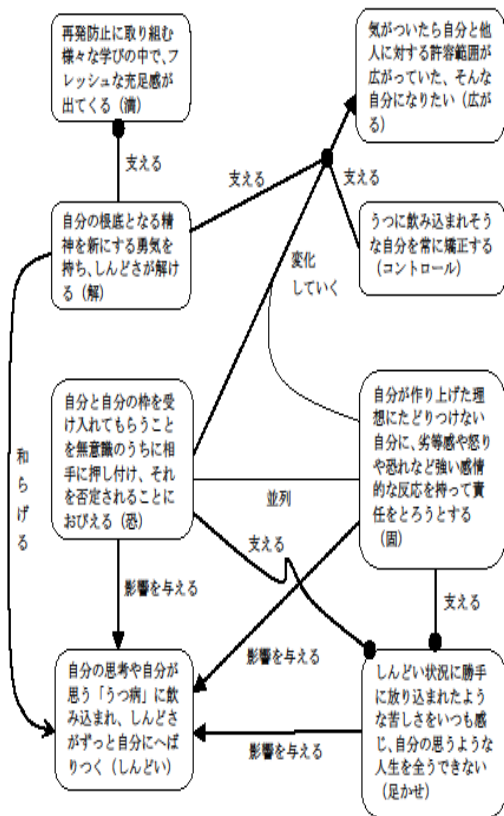 再発防止に取り組む
様々な学びの中で、フ
レッシュな充足感が
出てくる（満）
気がついたら自分と他
人に対する許容範囲が
広がっていた、そんな
自分になりたい（広が
る）
支える
支える
支える
自分の根底となる精
神を新にする勇気を
持ち、しんどさが解け
る（解）
うつに飲み込まれそう
な自分を常に矯正する
（コントロール）
変化
していく
自分と自分の枠を受
け入れてもらうこと
を無意識のうちに相
手に押し付け、それ
を否定されることに
おびえる（恐）
自分が作り上げた理
想にたどりつけない
自分に、劣等感や怒り
や恐れなど強い感情
的な反応を持って責
任をとろうとする
（固）
和らげる
並列
支える
影響を与える
支える
影響を与える
自分の思考や自分が
思う「うつ病」に飲
み込まれ、しんどさ
がずっと自分にへば
りつく（しんどい）
しんどい状況に勝手
に放り込まれたよう
な苦しさをいつも感
じ、自分の思うような
人生を全うできない
（足かせ）
影響を与える